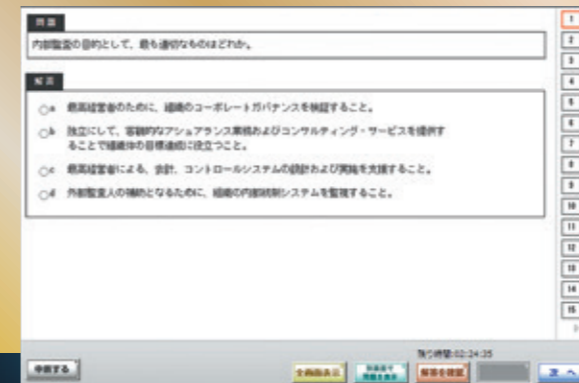 問題
内部監査の目的として、最も適切なものはどれか。
解答
a 最高経営者のために、組織のコーポレートガバナンスを検証すること。
b 独立にして、客観的なアシュアランス業務およびコンサルティング・サービスを提供す
ることで組織体の目標達成に役立つこと。
c 最高経営者による、会計、コントロールシステムの設計および実施を支援すること。
d 外部監査人の補助となるために、組織の内部統制システムを監視すること。
1
2
3
4
5
6
7
8
9
10
11
12
13
14
15
残り時間:02:24:35
中断する
全画面表示
別画面で
問題を表示
解答を確認
次 へ